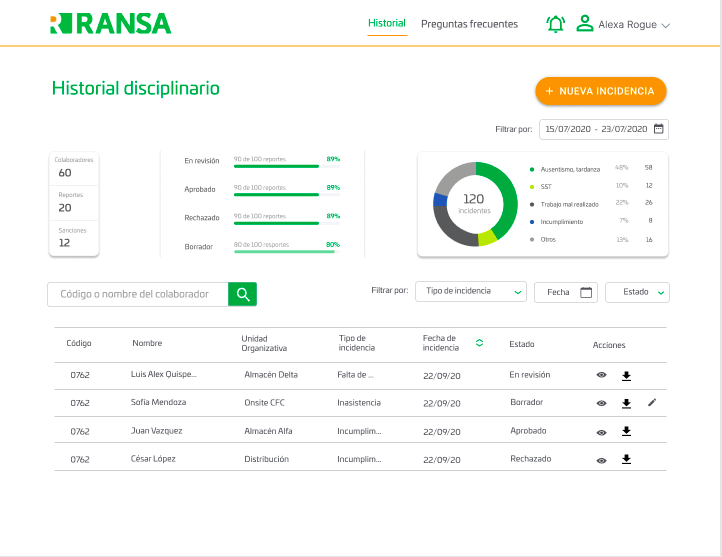 RANSA
Historial
Preguntas frecuentes
Alexa Rogue
Historial disciplinario
+ NUEVA INCIDENCIA
Filtrar por:
15/07/2020 - 23/07/2020
Colaboradores
60
Reportes
20
Sanciones
12
En revisión
90 de 100 reportes
89%
Aprobado
90 de 100 reportes
89%
Rechazado
90 de 100 reportes
89%
Borrador
80 de 100 resportes
80%
120
incidentes
Ausentismo, tardanza 48% 58
SST 10% 12
Trabajo mal realizado 22% 26
Incumplimiento 7% 8
Otros 13% 16
Código o nombre del colaborador
Filtrar por:
Tipo de incidencia
Fecha
Estado
Código
Nombre
Unidad
Organizativa
Tipo de
incidencia
Fecha de
incidencia
Estado
Acciones
0762 Luis Alex Quispe... Almacén Delta Falta de ... 22/09/20 En revisión
0762 Sofía Mendoza Onsite CFC Inasistencia 22/09/20 Borrador
0762 Juan Vazquez Almacén Alfa Incumplim... 22/09/20 Aprobado
0762 César López Distribución Incumplim... 22/09/20 Rechazado